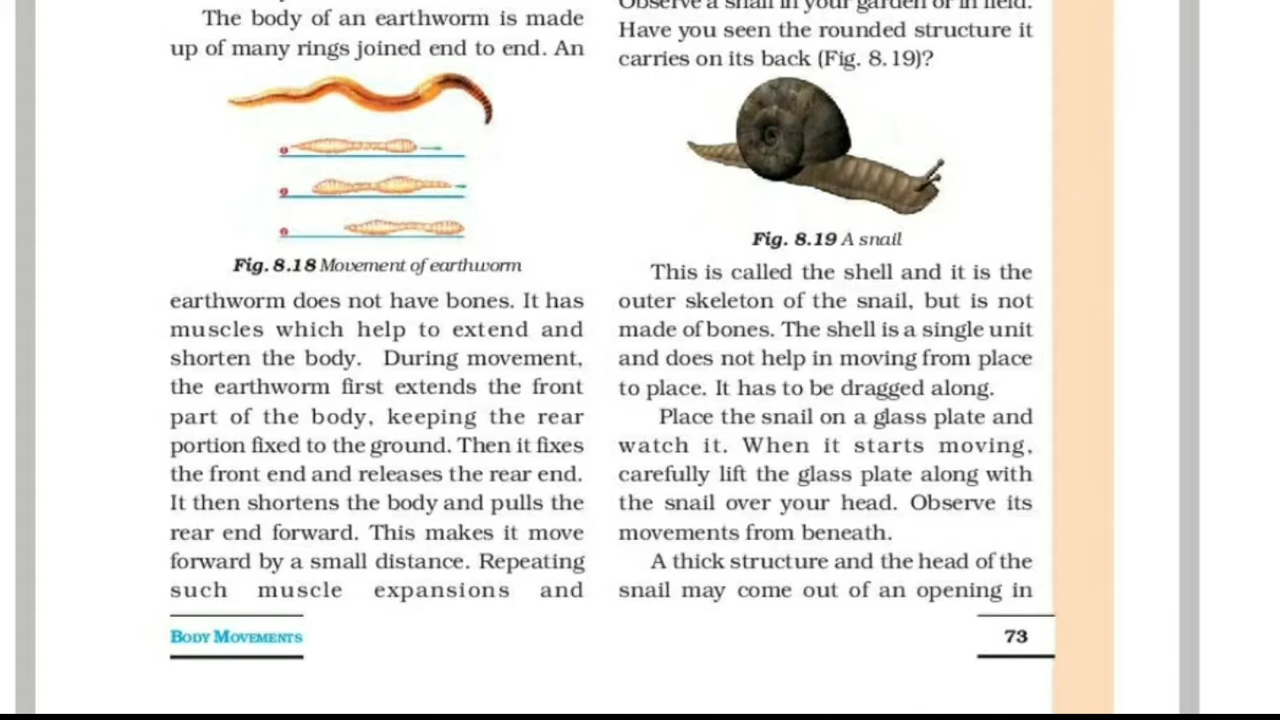 The body of an earthworm is made
up of many rings joined end to end. An
Fig. 8.18 Movement of earthworm
earthworm does not have bones. It has
muscles which help to extend and
shorten the body. During movement,
the earthworm first extends the front
part of the body, keeping the rear
portion fixed to the ground. Then it fixes
the front end and releases the rear end.
It then shortens the body and pulls the
rear end forward. This makes it move
forward by a small distance. Repeating
such muscle expansions and
Observe a snail in your garden or in field.
Have you seen the rounded structure it
carries on its back (Fig. 8.19)?
Fig. 8.19 A snail
This is called the shell and it is the
outer skeleton of the snail, but is not
made of bones. The shell is a single unit
and does not help in moving from place
to place. It has to be dragged along.
Place the snail on a glass plate and
watch it. When it starts moving,
carefully lift the glass plate along with
the snail over your head. Observe its
movements from beneath.
A thick structure and the head of the
snail may come out of an opening in
BODY MOVEMENTS
73